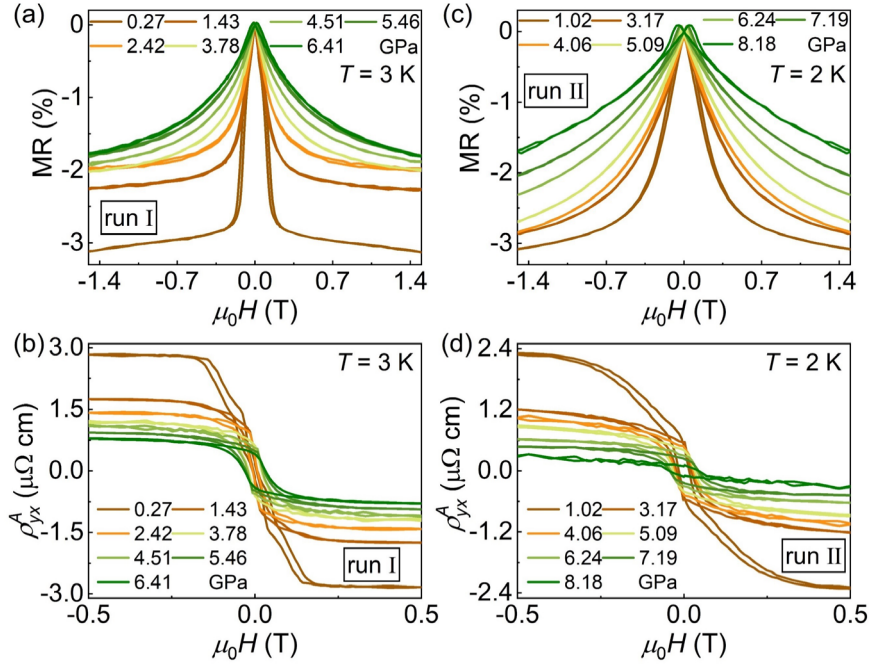 (a)
0.27 1.43 4.51 5.46
2.42 3.78 6.41 GPa
T = 3 K
run I
MR (%)
0
-1
-2
-3
-1.4 -0.7 0.0 0.7 1.4
μ0H (T)
(c)
1.02 3.17 6.24 7.19
4.06 5.09 8.18 GPa
T = 2 K
run II
MR (%)
0
-1
-2
-3
-1.4 -0.7 0.0 0.7 1.4
μ0H (T)
(b)
T = 3 K
ρᴬyx (μΩ cm)
3.0
1.5
0.0
-1.5
-3.0
0.27 1.43
2.42 3.78
4.51 5.46
6.41 GPa
run I
-0.5 0.0 0.5
μ0H (T)
(d)
T = 2 K
ρᴬyx (μΩ cm)
2.4
1.2
0.0
-1.2
-2.4
1.02 3.17
4.06 5.09
6.24 7.19
8.18 GPa
run II
-0.5 0.0 0.5
μ0H (T)